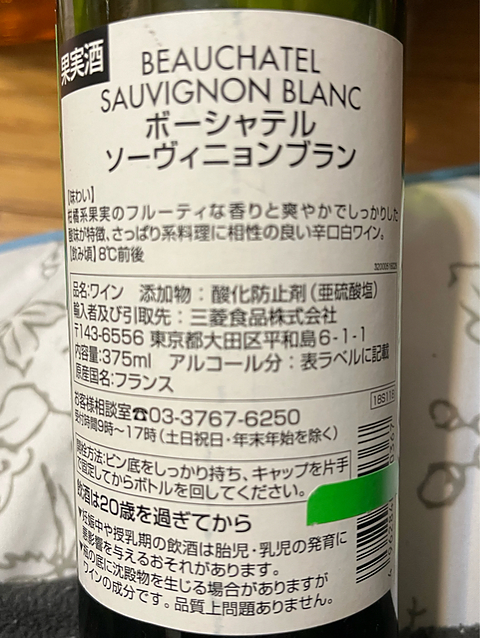 果実酒
BEAUCHATEL
SAUVIGNON BLANC
ボーシャテル
ソーヴィニョンブラン
【味わい】
柑橘系果実のフルーティな香りと爽やかでしっかりした
酸味が特徴、さっぱり系料理に相性の良い辛口白ワイン。
【飲み頃】8℃前後
品名:ワイン 添加物：酸化防止剤(亜硫酸塩)
輸入者及び引取先：三菱食品株式会社
〒143-6556 東京都大田区平和島6-1-1
内容量:375ml アルコール分：表ラベルに記載
原産国名:フランス
お客様相談室☎03-3767-6250
受付時間9時～17時(土日祝日・年末年始を除く)
開栓方法:ビン底をしっかり持ち、キャップを片手
で固定してからボトルを回してください。
飲酒は20歳を過ぎてから
▼妊娠中や授乳期の飲酒は胎児・乳児の発育に
悪影響を与えるおそれがあります。
▼瓶の底に沈殿物を生じる場合がありますが
ワインの成分です。品質上問題ありません。